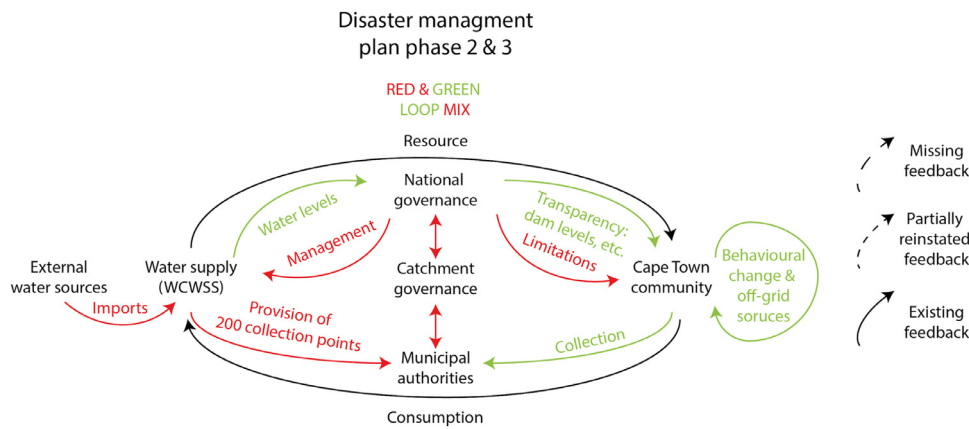 Disaster managment
plan phase 2 & 3
RED & GREEN
LOOP MIX
Resource
National
governance
Water levels
Management
Transparency:
dam levels, etc.
Limitations
External
water sources
Imports
Water supply
(WCWSS)
Catchment
governance
Cape Town
community
Behavioural
change &
off-grid
soruces
Provision of
200 collection points
Collection
Municipal
authorities
Consumption
Missing
feedback
Partially
reinstated
feedback
Existing
feedback